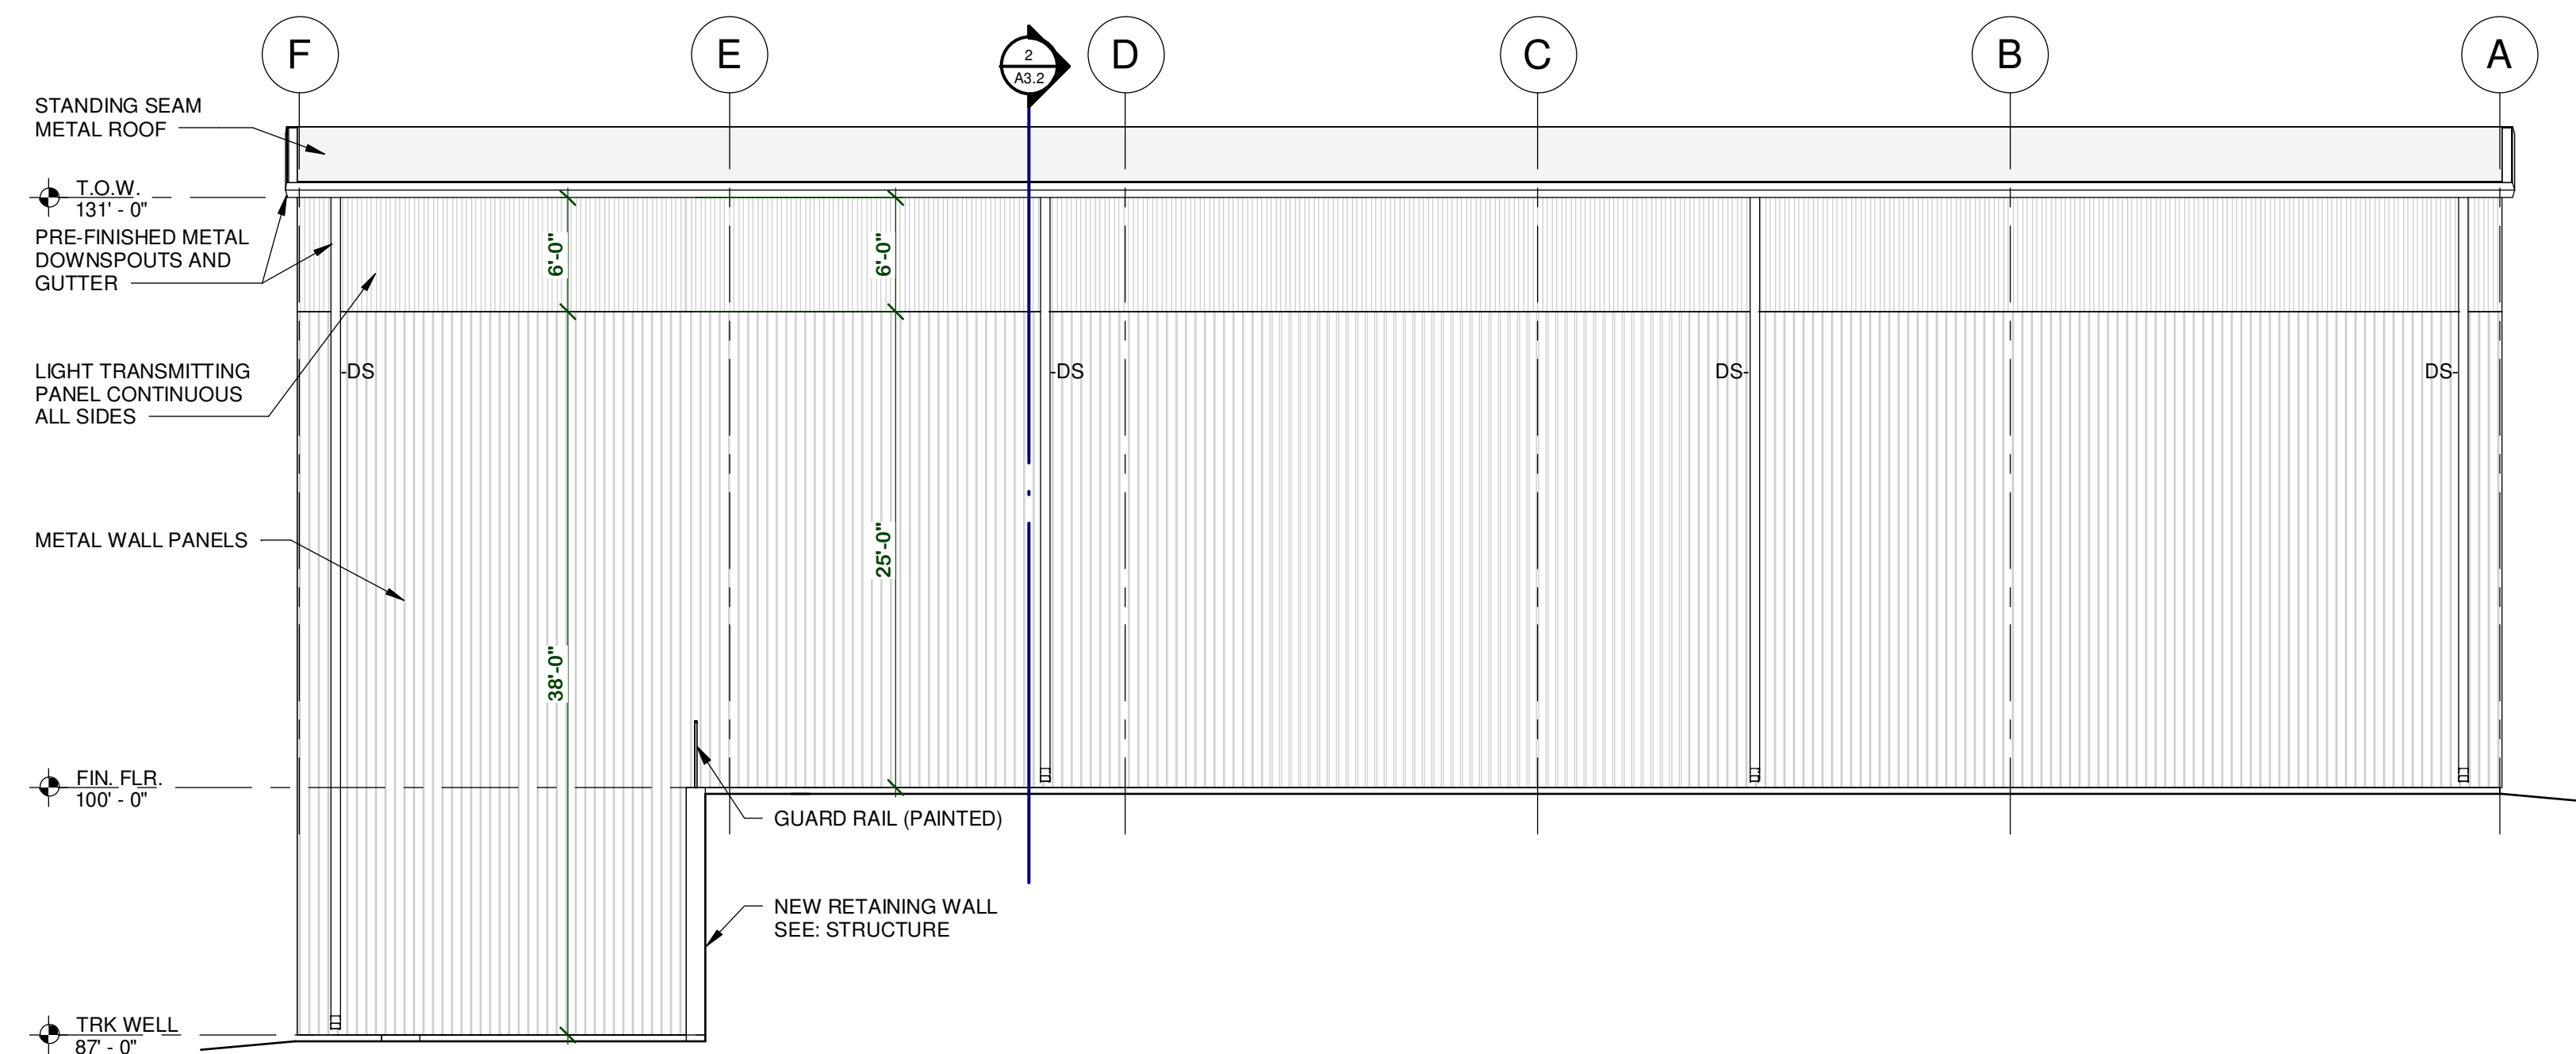 F
E
2
A3.2
D
C
B
A
STANDING SEAM
METAL ROOF
T.O.W.
131' - 0"
PRE-FINISHED METAL
DOWNSPOUTS AND
GUTTER
6'-0"
6'-0"
LIGHT TRANSMITTING
PANEL CONTINUOUS
ALL SIDES
-DS
-DS
DS-
DS-
METAL WALL PANELS
25'-0"
38'-0"
FIN. FLR.
100' - 0"
GUARD RAIL (PAINTED)
NEW RETAINING WALL
SEE: STRUCTURE
TRK WELL
87' - 0"